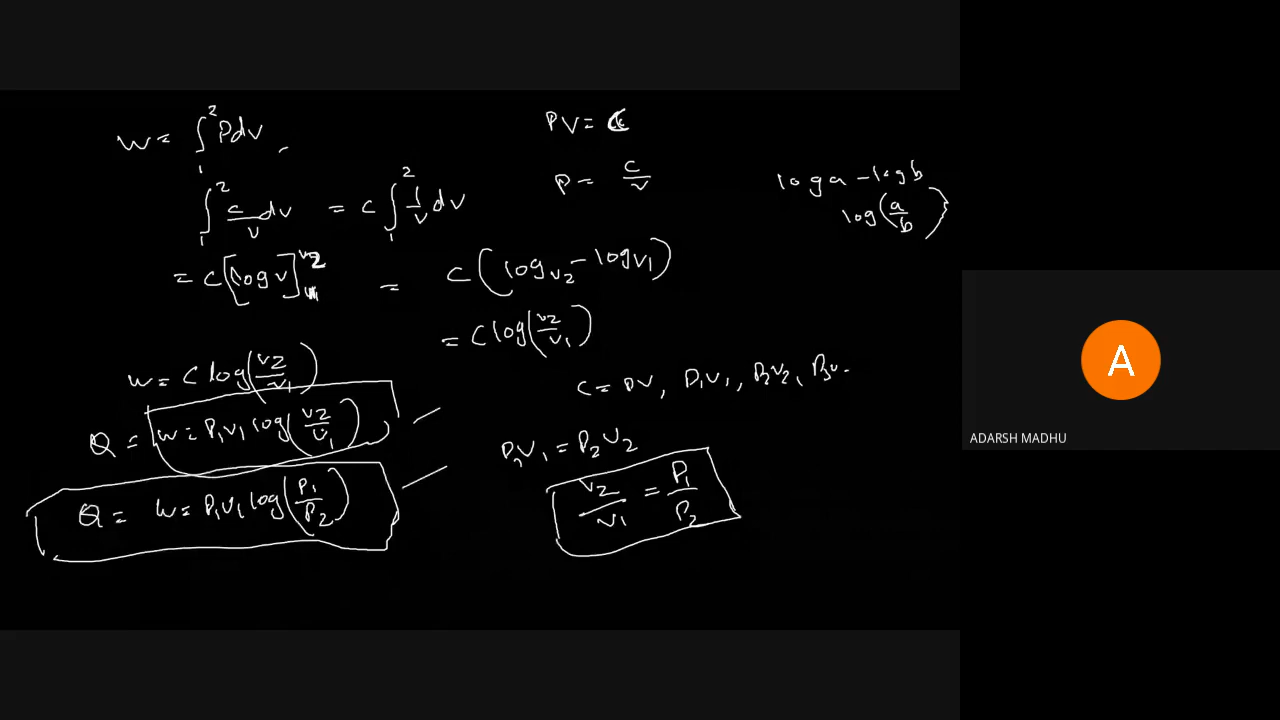 W = ∫₁² P dv,
PV = C
P = C/V
log a - log b
log(a/b)
∫₁² C/V dv = C ∫₁² 1/V dv
= C [log V]
= C (log V₂ - log V₁)
= C log(V₂/V₁)
W = C log(V₂/V₁)
C = PV, P₁V₁, P₂V₂, P₃V.
Q = W = P₁V₁ log(V₂/V₁)
P₁V₁ = P₂V₂
V₂/V₁ = P₁/P₂
Q = W = P₁V₁ log(P₁/P₂)
A
ADARSH MADHU